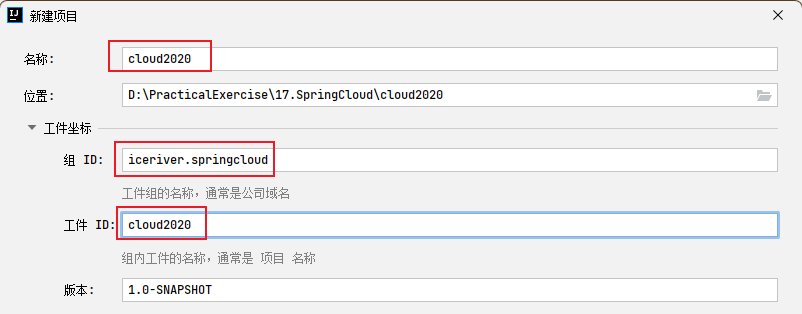 IJ 新建项目
名称: cloud2020
位置: D:\PracticalExercise\17.SpringCloud\cloud2020
工件坐标
组 ID: iceriver.springcloud
工件组的名称，通常是公司域名
工件 ID: cloud2020
组内工件的名称，通常是 项目 名称
版本: 1.0-SNAPSHOT